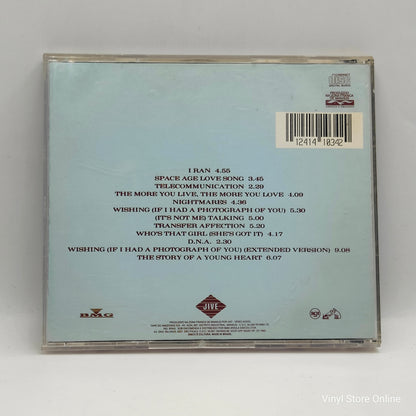 COMPACT
disc
DIGITAL AUDIO
12414 10342
I RAN 4.55
SPACE AGE LOVE SONG 3.45
TELECOMMUNICATION 2.29
THE MORE YOU LIVE, THE MORE YOU LOVE 4.09
NIGHTMARES 4.36
WISHING (IF I HAD A PHOTOGRAPH OF YOU) 5.30
(IT'S NOT ME) TALKING 5.00
TRANSFER AFFECTION 5.20
WHO'S THAT GIRL (SHE'S GOT IT) 4.17
D.N.A. 2.30
WISHING (IF I HAD A PHOTOGRAPH OF YOU) (EXTENDED VERSION) 9.08
THE STORY OF A YOUNG HEART 6.07
BMG
JIVE
RCA
Vinyl Store Online